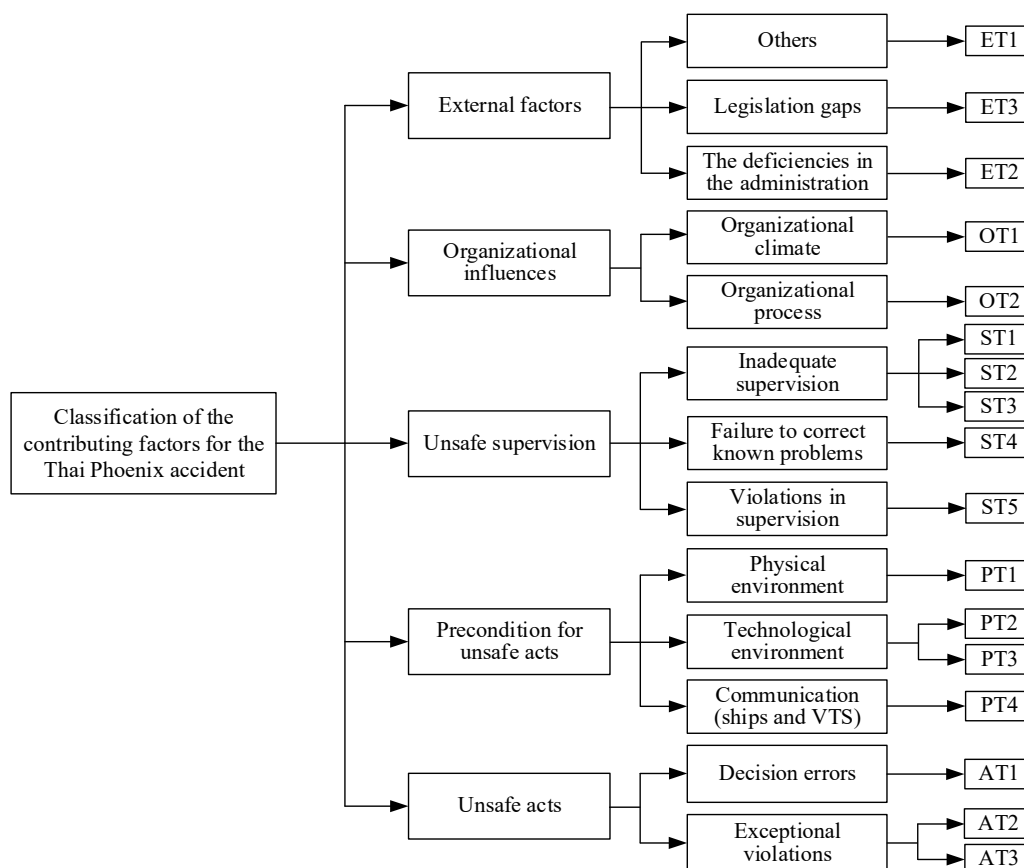 Classification of the
contributing factors for the
Thai Phoenix accident
External factors
Others
ET1
Legislation gaps
ET3
The deficiencies in
the administration
ET2
Organizational
influences
Organizational
climate
OT1
Organizational
process
OT2
Unsafe supervision
Inadequate
supervision
ST1
ST2
ST3
Failure to correct
known problems
ST4
Violations in
supervision
ST5
Precondition for
unsafe acts
Physical
environment
PT1
Technological
environment
PT2
PT3
Communication
(ships and VTS)
PT4
Unsafe acts
Decision errors
AT1
Exceptional
violations
AT2
AT3